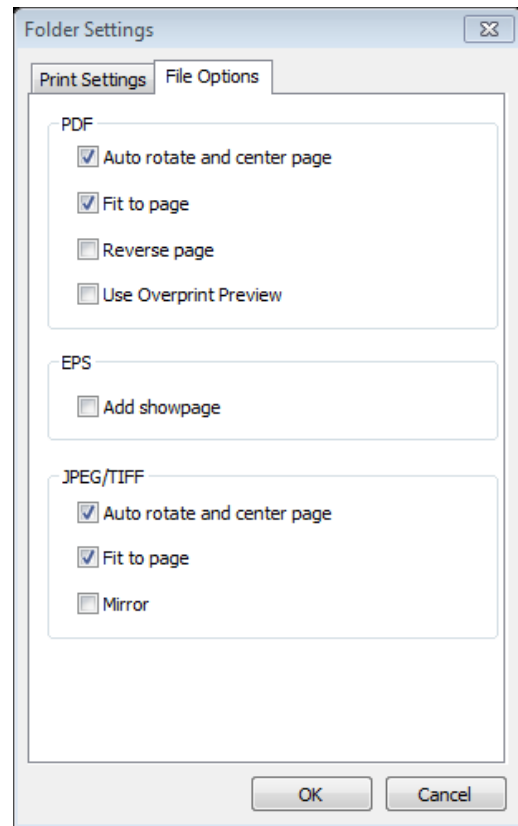 Folder Settings
Print Settings File Options
PDF
Auto rotate and center page
Fit to page
Reverse page
Use Overprint Preview
EPS
Add showpage
JPEG/TIFF
Auto rotate and center page
Fit to page
Mirror
OK Cancel